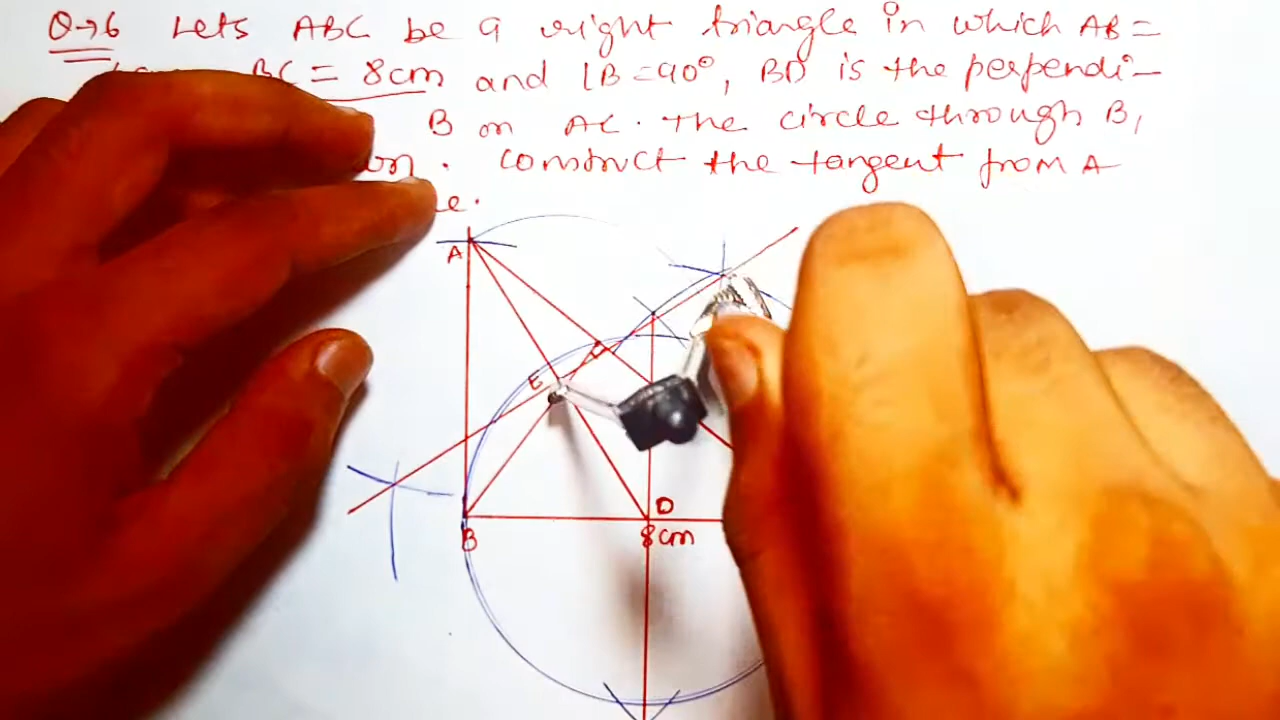 Q→6 Lets ABC be a right triangle in which AB =
BC = 8cm and ∟B=90°, BD is the perpendi-
B on AC. The circle through B,
construct the tangent from A
A
E
D
B
8cm